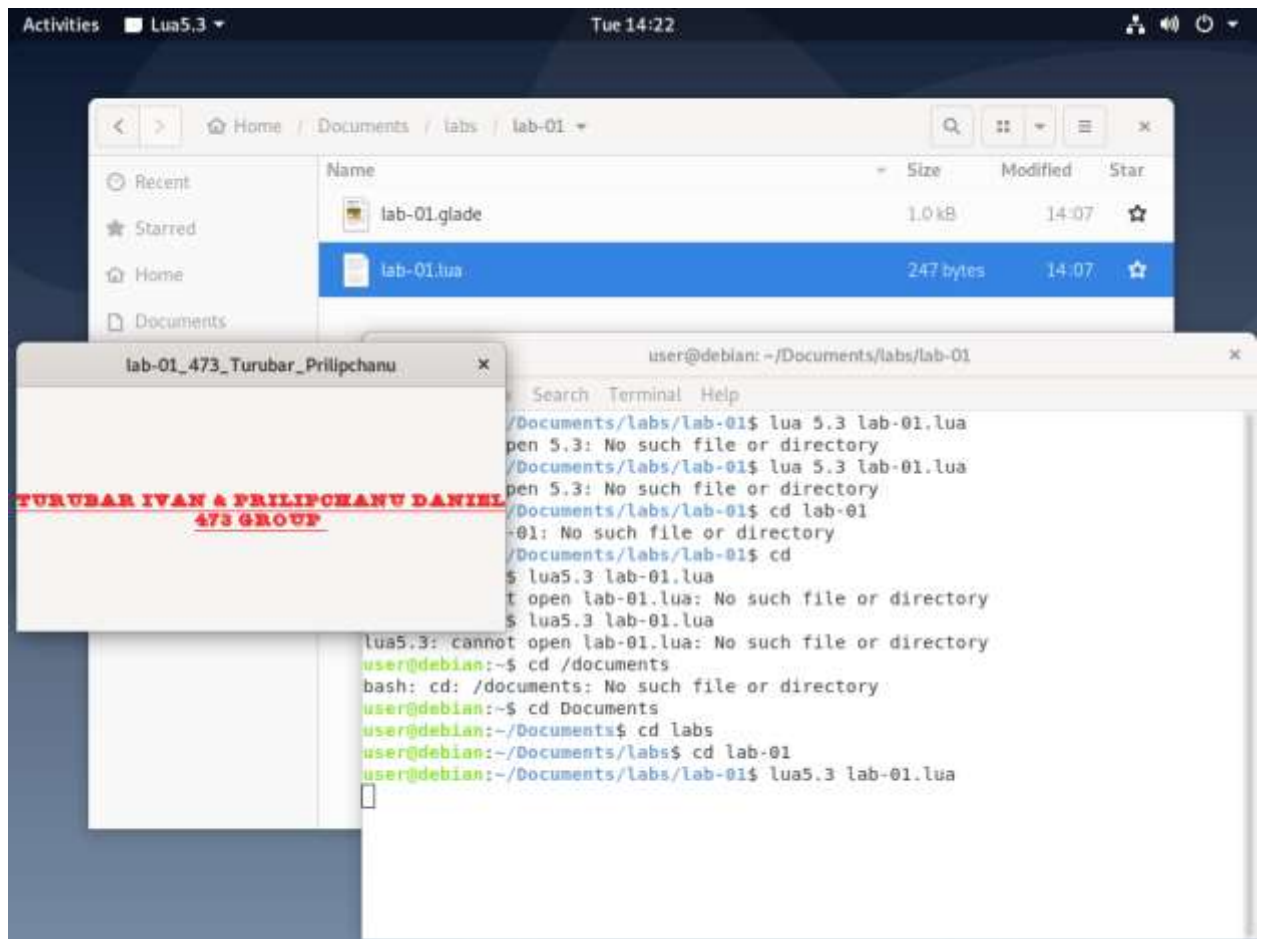 Activities Lua5.3 Tue 14:22
Home / Documents / labs / lab-01
Name Size Modified Star
Recent
lab-01.glade 1.0 kB 14:07
Starred
lab-01.lua 247 bytes 14:07
Home
Documents
lab-01_473_Turubar_Prilipchanu
TURUBAR IVAN & PRILIPCHANU DANIEL
473 GROUP
user@debian: ~/Documents/labs/lab-01
Search Terminal Help
/Documents/labs/lab-01$ lua 5.3 lab-01.lua
pen 5.3: No such file or directory
/Documents/labs/lab-01$ lua 5.3 lab-01.lua
pen 5.3: No such file or directory
/Documents/labs/lab-01$ cd lab-01
-01: No such file or directory
/Documents/labs/lab-01$ cd
$ lua5.3 lab-01.lua
t open lab-01.lua: No such file or directory
$ lua5.3 lab-01.lua
lua5.3: cannot open lab-01.lua: No such file or directory
user@debian:~$ cd /documents
bash: cd: /documents: No such file or directory
user@debian:~$ cd Documents
user@debian:~/Documents$ cd labs
user@debian:~/Documents/labs$ cd lab-01
user@debian:~/Documents/labs/lab-01$ lua5.3 lab-01.lua